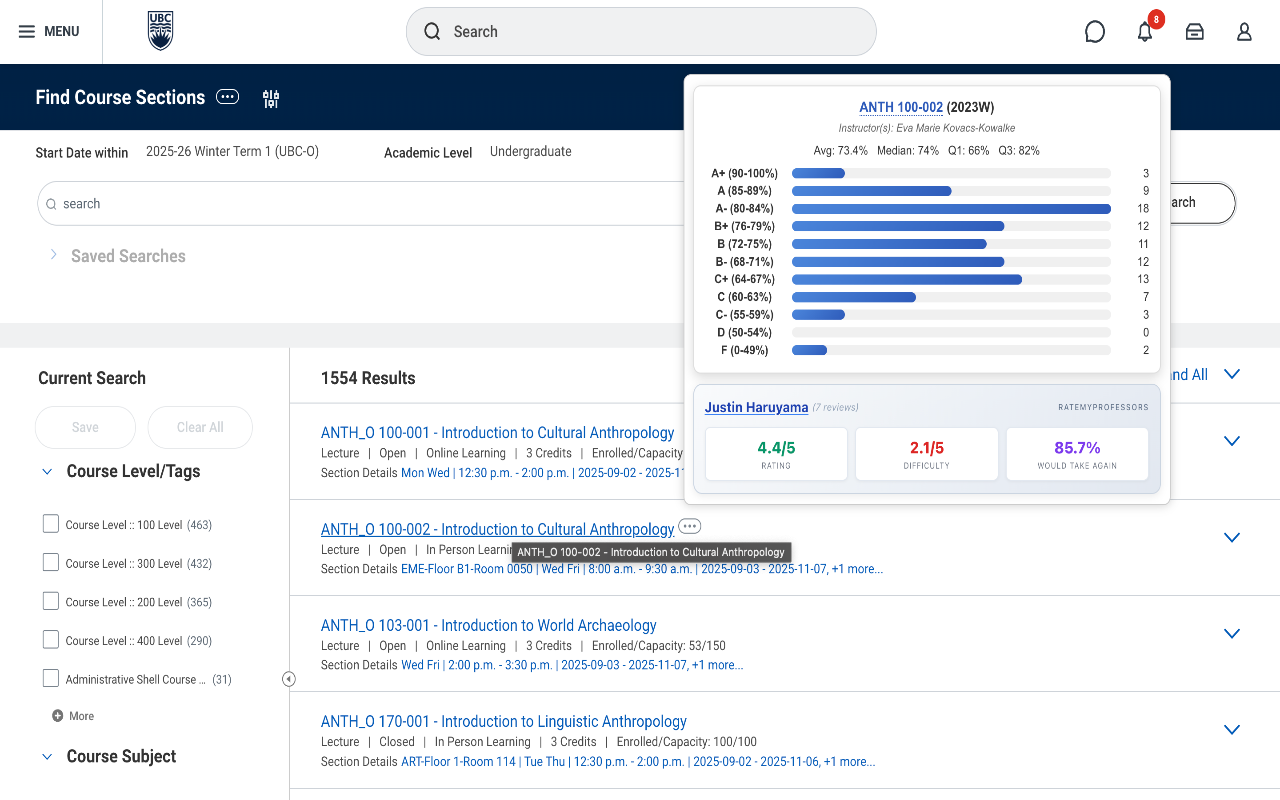 MENU
UBC
Search
8
Find Course Sections
Start Date within 2025-26 Winter Term 1 (UBC-O) Academic Level Undergraduate
search
arch
Saved Searches
ANTH 100-002 (2023W)
Instructor(s): Eva Marie Kovacs-Kowalke
Avg: 73.4% Median: 74% Q1: 66% Q3: 82%
A+ (90-100%) 3
A (85-89%) 9
A- (80-84%) 18
B+ (76-79%) 12
B (72-75%) 11
B- (68-71%) 12
C+ (64-67%) 13
C (60-63%) 7
C- (55-59%) 3
D (50-54%) 0
F (0-49%) 2
Justin Haruyama (7 reviews) RATEMYPROFESSORS
4.4/5 2.1/5 85.7%
RATING DIFFICULTY WOULD TAKE AGAIN
Current Search
Save Clear All
Course Level/Tags
Course Level :: 100 Level (463)
Course Level :: 300 Level (432)
Course Level :: 200 Level (365)
Course Level :: 400 Level (290)
Administrative Shell Course ... (31)
More
Course Subject
1554 Results
nd All
ANTH_O 100-001 - Introduction to Cultural Anthropology
Lecture | Open | Online Learning | 3 Credits | Enrolled/Capacity
Section Details Mon Wed | 12:30 p.m. - 2:00 p.m. | 2025-09-02 - 2025-11
ANTH_O 100-002 - Introduction to Cultural Anthropology
Lecture | Open | In Person Learnin
ANTH_O 100-002 - Introduction to Cultural Anthropology
Section Details EME-Floor B1-Room 0050 | Wed Fri | 8:00 a.m. - 9:30 a.m. | 2025-09-03 - 2025-11-07, +1 more...
ANTH_O 103-001 - Introduction to World Archaeology
Lecture | Open | Online Learning | 3 Credits | Enrolled/Capacity: 53/150
Section Details Wed Fri | 2:00 p.m. - 3:30 p.m. | 2025-09-03 - 2025-11-07, +1 more...
ANTH_O 170-001 - Introduction to Linguistic Anthropology
Lecture | Closed | In Person Learning | 3 Credits | Enrolled/Capacity: 100/100
Section Details ART-Floor 1-Room 114 | Tue Thu | 12:30 p.m. - 2:00 p.m. | 2025-09-02 - 2025-11-06, +1 more...